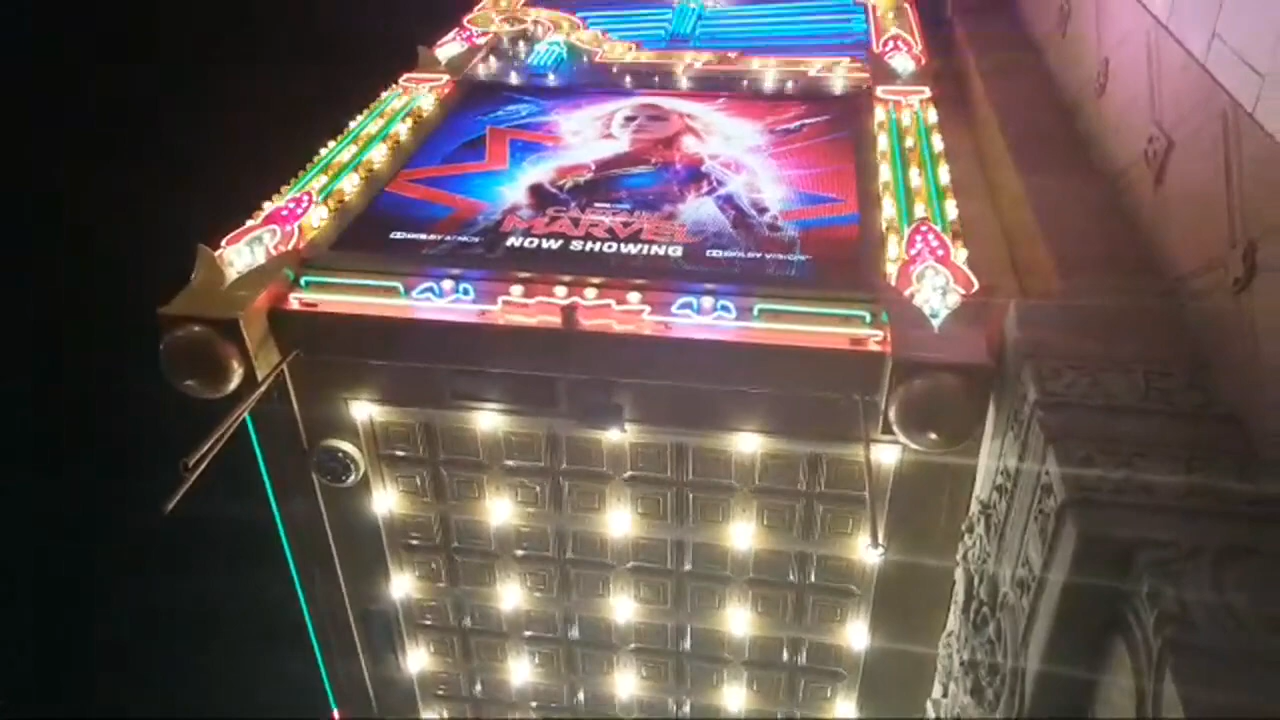 CAPTAIN
MARVEL
NOW SHOWING
DOLBY ATMOS
DOLBY VISION